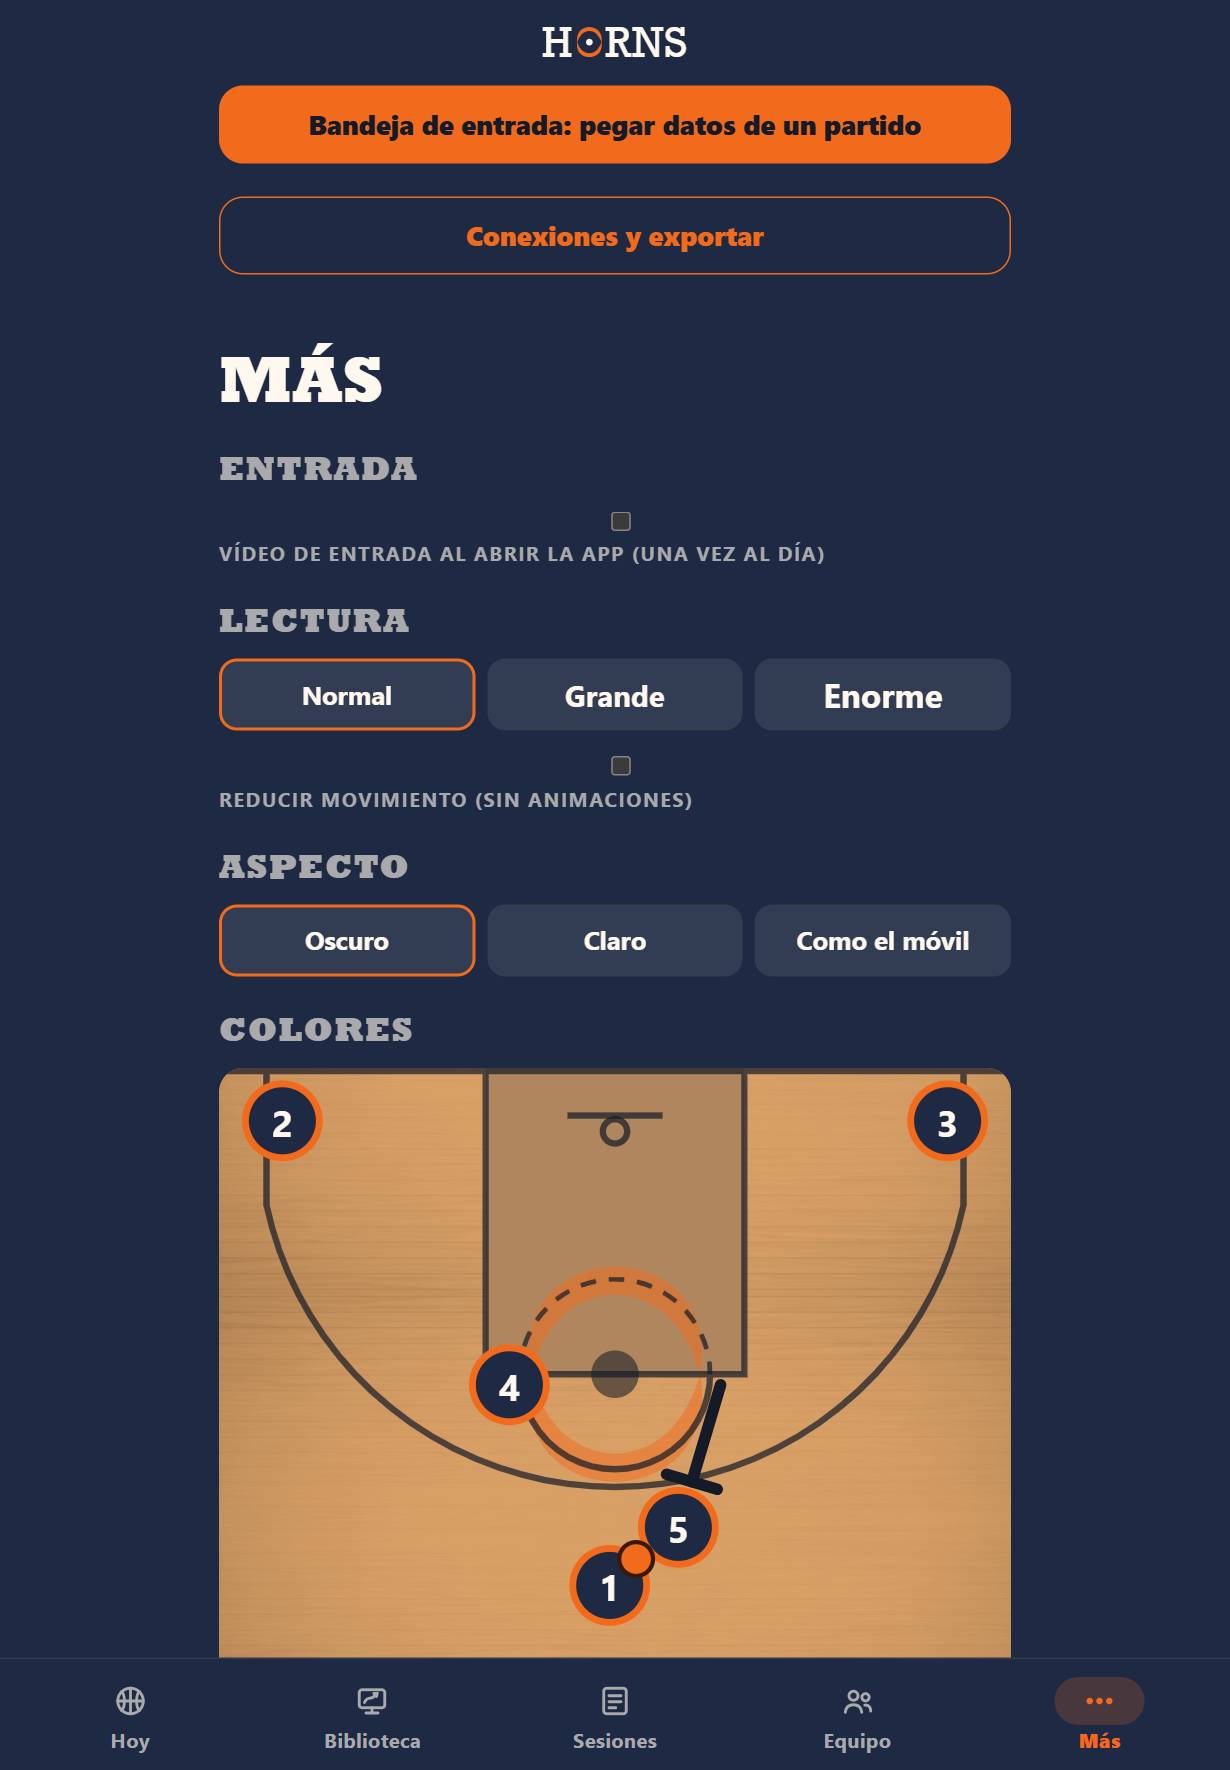 HORNS
Bandeja de entrada: pegar datos de un partido
Conexiones y exportar
MÁS
ENTRADA
VÍDEO DE ENTRADA AL ABRIR LA APP (UNA VEZ AL DÍA)
LECTURA
Normal Grande Enorme
REDUCIR MOVIMIENTO (SIN ANIMACIONES)
ASPECTO
Oscuro Claro Como el móvil
COLORES
2 3
4
5
1
Hoy Biblioteca Sesiones Equipo Más